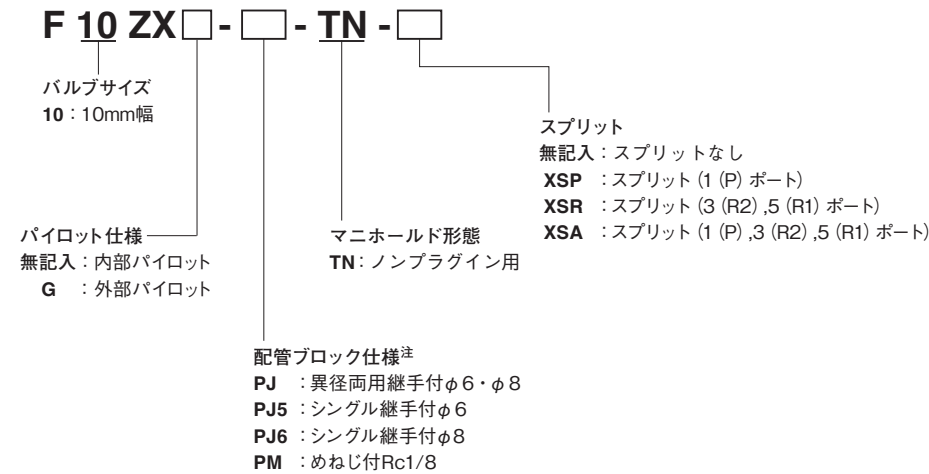 F 10 ZX□-□-TN-□
バルブサイズ
10：10mm幅
パイロット仕様
無記入：内部パイロット
G ：外部パイロット
配管ブロック仕様注
PJ ：異径両用継手付φ6・φ8
PJ5 ：シングル継手付φ6
PJ6 ：シングル継手付φ8
PM ：めねじ付Rc1/8
マニホールド形態
TN：ノンプラグイン用
スプリット
無記入：スプリットなし
XSP ：スプリット（1（P）ポート）
XSR ：スプリット（3（R2）,5（R1）ポート）
XSA ：スプリット（1（P）,3（R2）,5（R1）ポート）